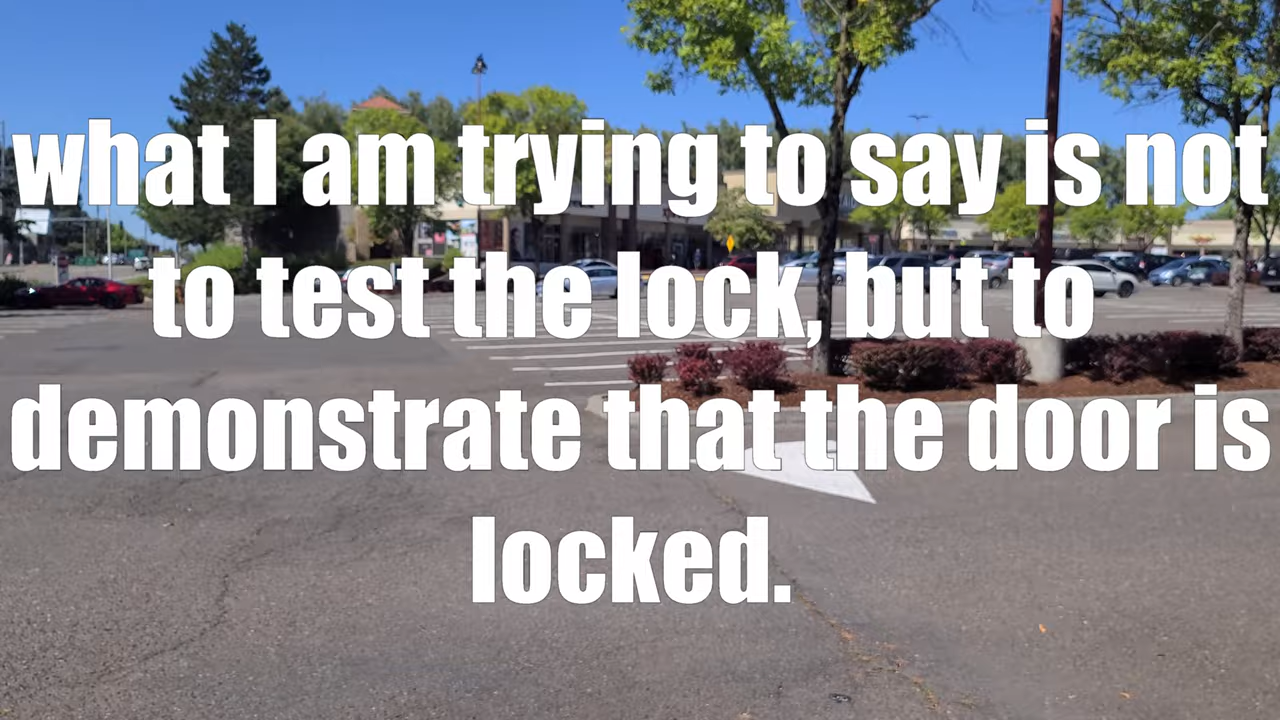 what I am trying to say is not
to test the lock, but to
demonstrate that the door is
locked.